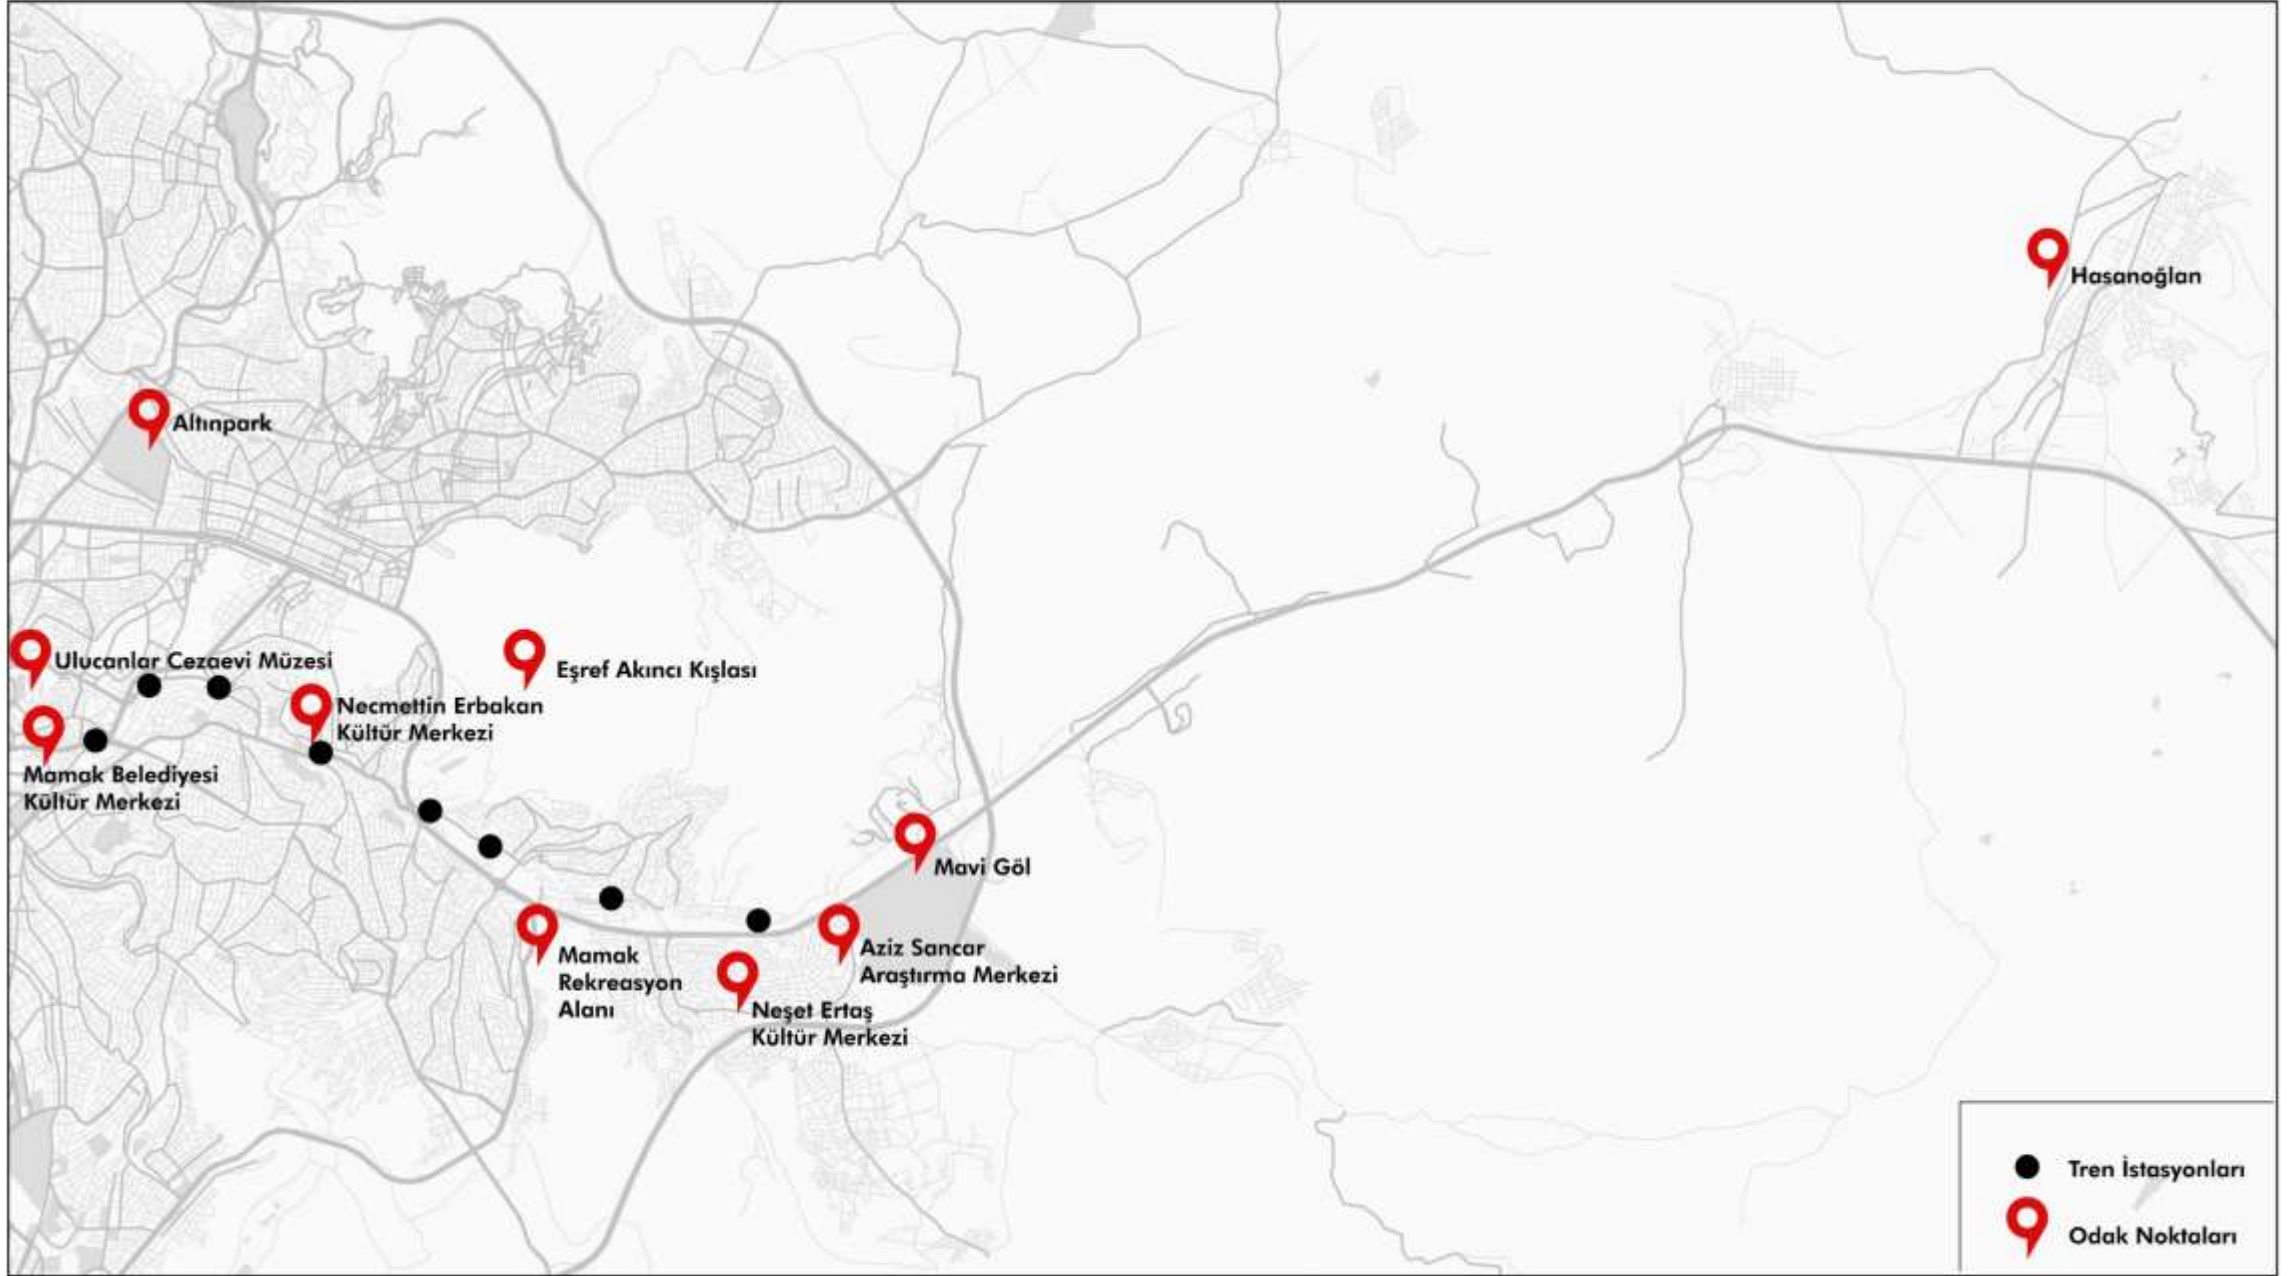 Hasanoğlan
Altınpark
Ulucanlar Cezaevi Müzesi
Eşref Akıncı Kışlası
Necmettin Erbakan
Kültür Merkezi
Mamak Belediyesi
Kültür Merkezi
Mavi Göl
Mamak
Rekreasyon
Alanı
Aziz Sancar
Araştırma Merkezi
Neşet Ertaş
Kültür Merkezi
Tren İstasyonları
Odak Noktaları